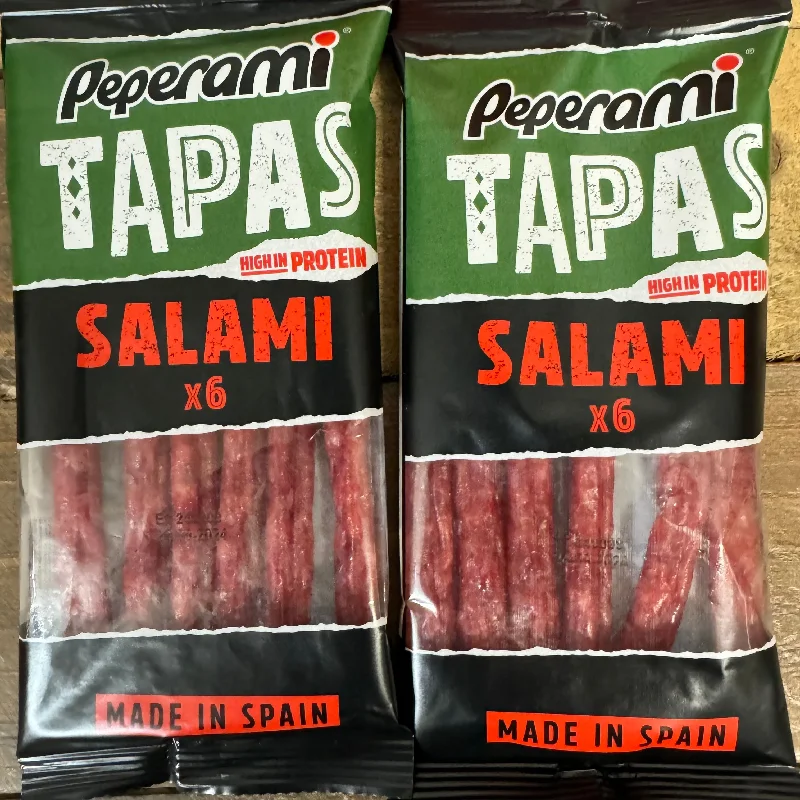 Peperami®
TAPAS
HIGH IN PROTEIN
SALAMI
x6
MADE IN SPAIN
Peperami®
TAPAS
HIGH IN PROTEIN
SALAMI
x6
MADE IN SPAIN